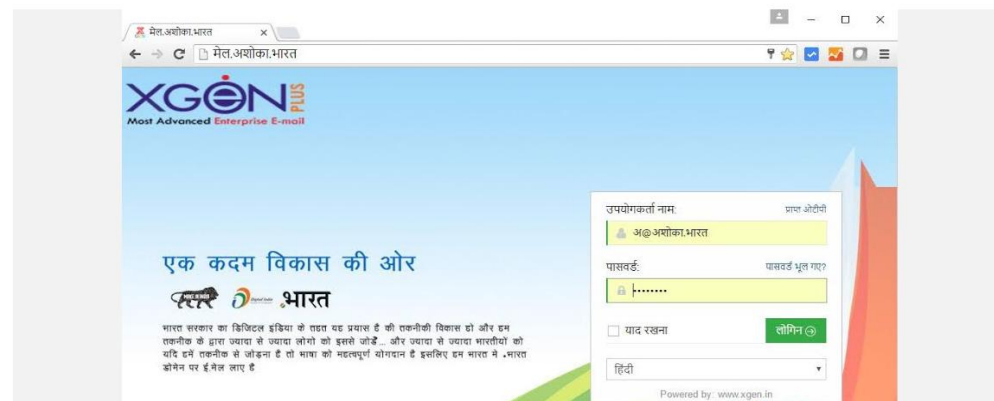 मेल.अशोका.भारत
मेल.अशोका.भारत
XGEN PLUS
Most Advanced Enterprise E-mail
उपयोगकर्ता नाम:
प्राप्त ओटीपी
अ@अशोका.भारत
एक कदम विकास की ओर
पासवर्ड:
पासवर्ड भूल गए?
••••••••
.भारत
भारत सरकार का डिजिटल इंडिया के तहत यह प्रयास है की तकनीकी विकास हो और हम
तकनीक के द्वारा ज्यादा से ज्यादा लोगो को इससे जोडेँ... और ज्यादा से ज्यादा भारतीयों को
यदि हमें तकनीक से जोड़ना है तो भाषा को महत्वपूर्ण योगदान है इसलिए हम भारत मे .भारत
डोमेन पर ई.मेल लाए है
याद रखना
लोगिन
हिंदी
Powered by: www.xgen.in